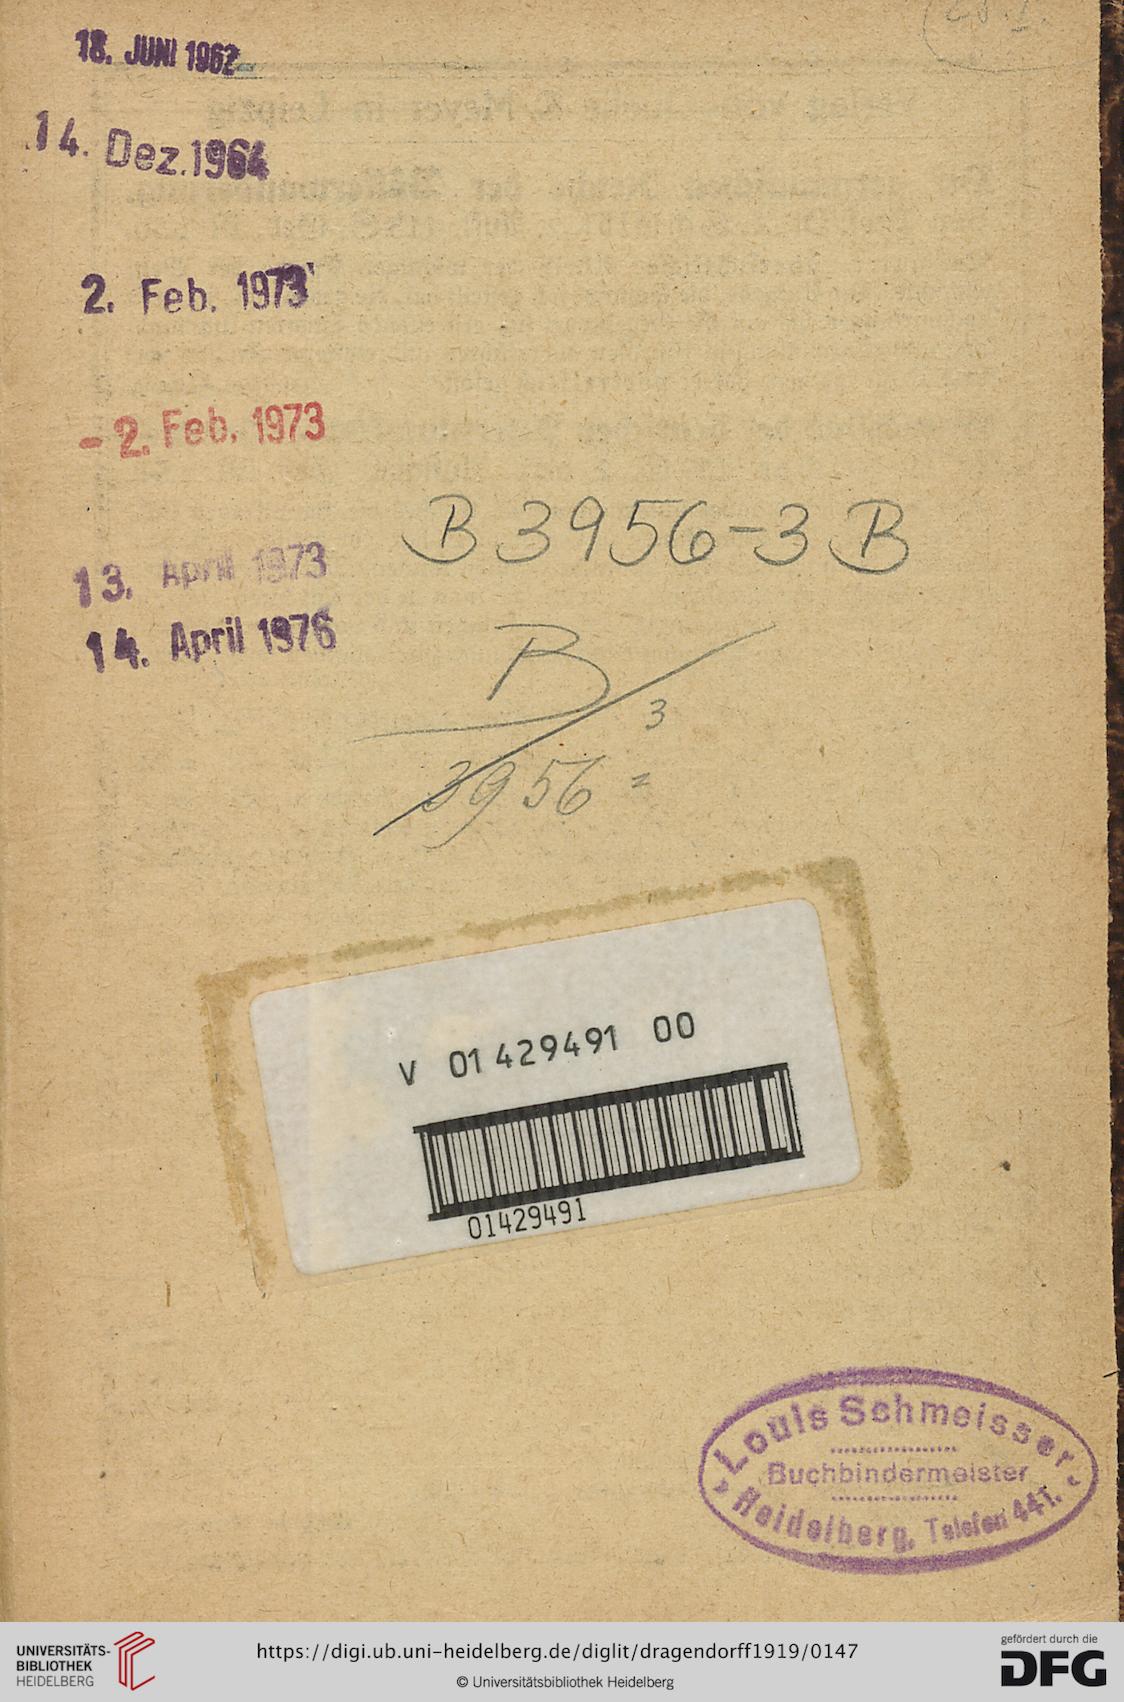 18. JUNI 1962
14. Dez. 1964
2. Feb. 1973
- 2. Feb. 1973
13. April 1973
14. April 1976
B 3956-3 B
B
3
3956 =
V 01429491 00
01429491
Louis Schmeisser
Buchbindermeister
Heidelberg, Telefon 441.
UNIVERSITÄTS-
BIBLIOTHEK
HEIDELBERG
https://digi.ub.uni-heidelberg.de/diglit/dragendorff1919/0147
© Universitätsbibliothek Heidelberg
gefördert durch die
DFG